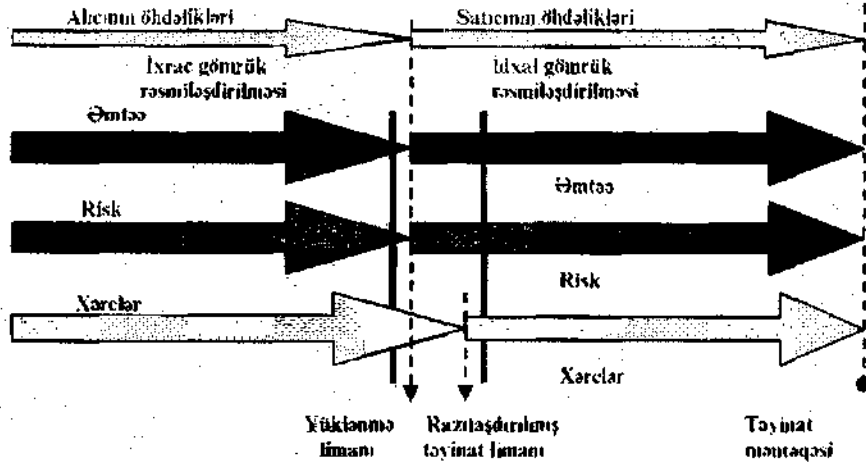 Alıcının öhdəlikləri
Satıcının öhdəlikləri
İxrac gömrük
rəsmiləşdirilməsi
İdxal gömrük
rəsmiləşdirilməsi
Əmtəə
Əmtəə
Risk
Risk
Xərclər
Xərclər
Yüklənmə
limanı
Razılaşdırılmış
təyinat limanı
Təyinat
məntəqəsi